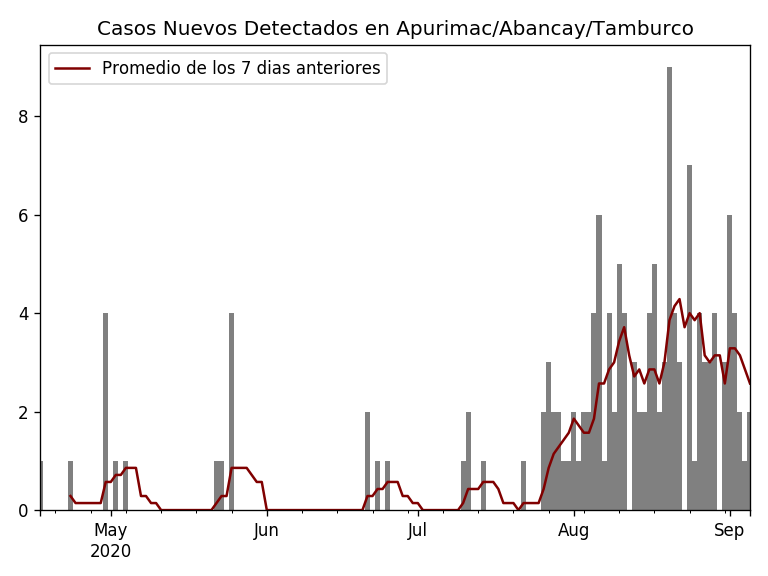 Casos Nuevos Detectados en Apurimac/Abancay/Tamburco
Promedio de los 7 dias anteriores
8
6
4
2
0
May Jun Jul Aug Sep
2020